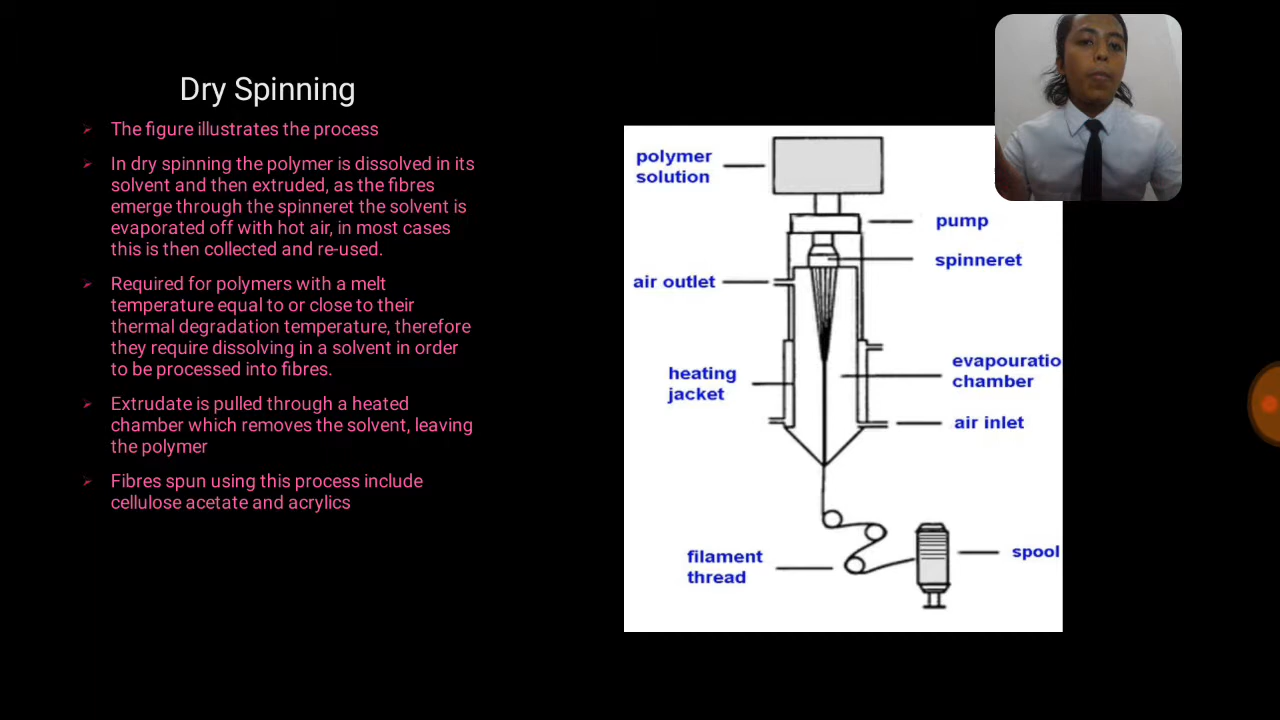 Dry Spinning
The figure illustrates the process
In dry spinning the polymer is dissolved in its
solvent and then extruded, as the fibres
emerge through the spinneret the solvent is
evaporated off with hot air, in most cases
this is then collected and re-used.
Required for polymers with a melt
temperature equal to or close to their
thermal degradation temperature, therefore
they require dissolving in a solvent in order
to be processed into fibres.
Extrudate is pulled through a heated
chamber which removes the solvent, leaving
the polymer
Fibres spun using this process include
cellulose acetate and acrylics
polymer
solution
pump
spinneret
air outlet
evapouratio
chamber
heating
jacket
air inlet
filament
thread
spool